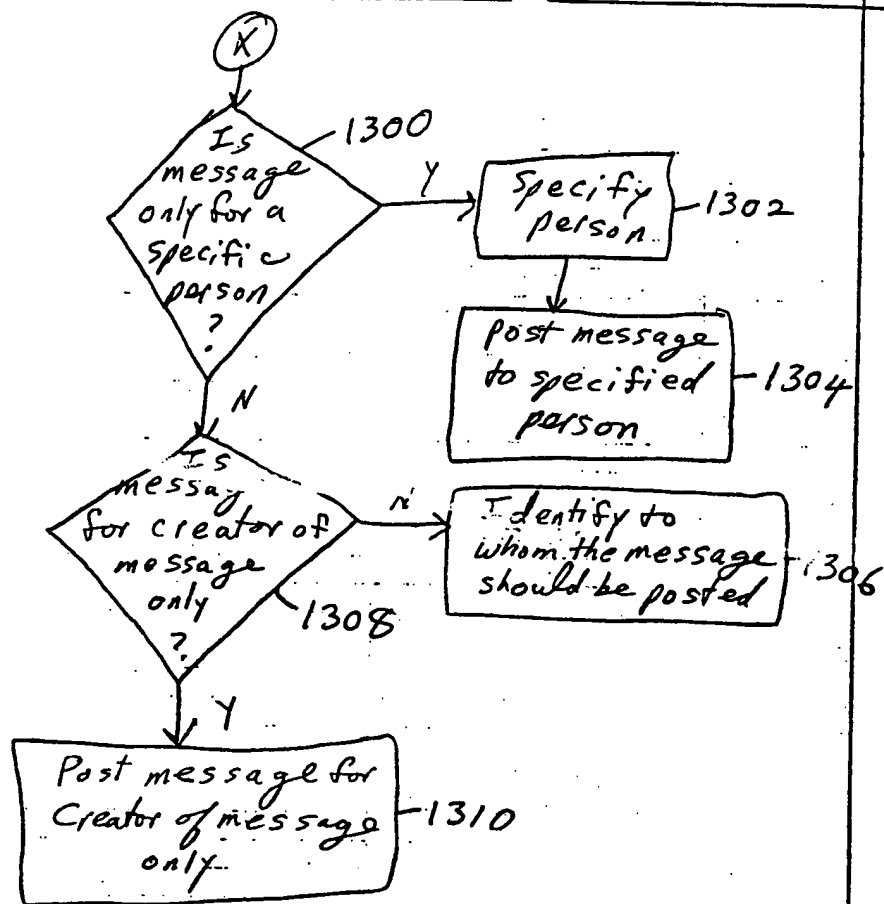 X
Is
message
only for a
specific
person
?
1300
Y
Specify
person
1302
Post message
to specified
person
1304
N
Is
messag
for creator of
message
only
?
1308
N
Identify to
whom the message
should be posted
1306
Y
Post message for
Creator of message
only
1310